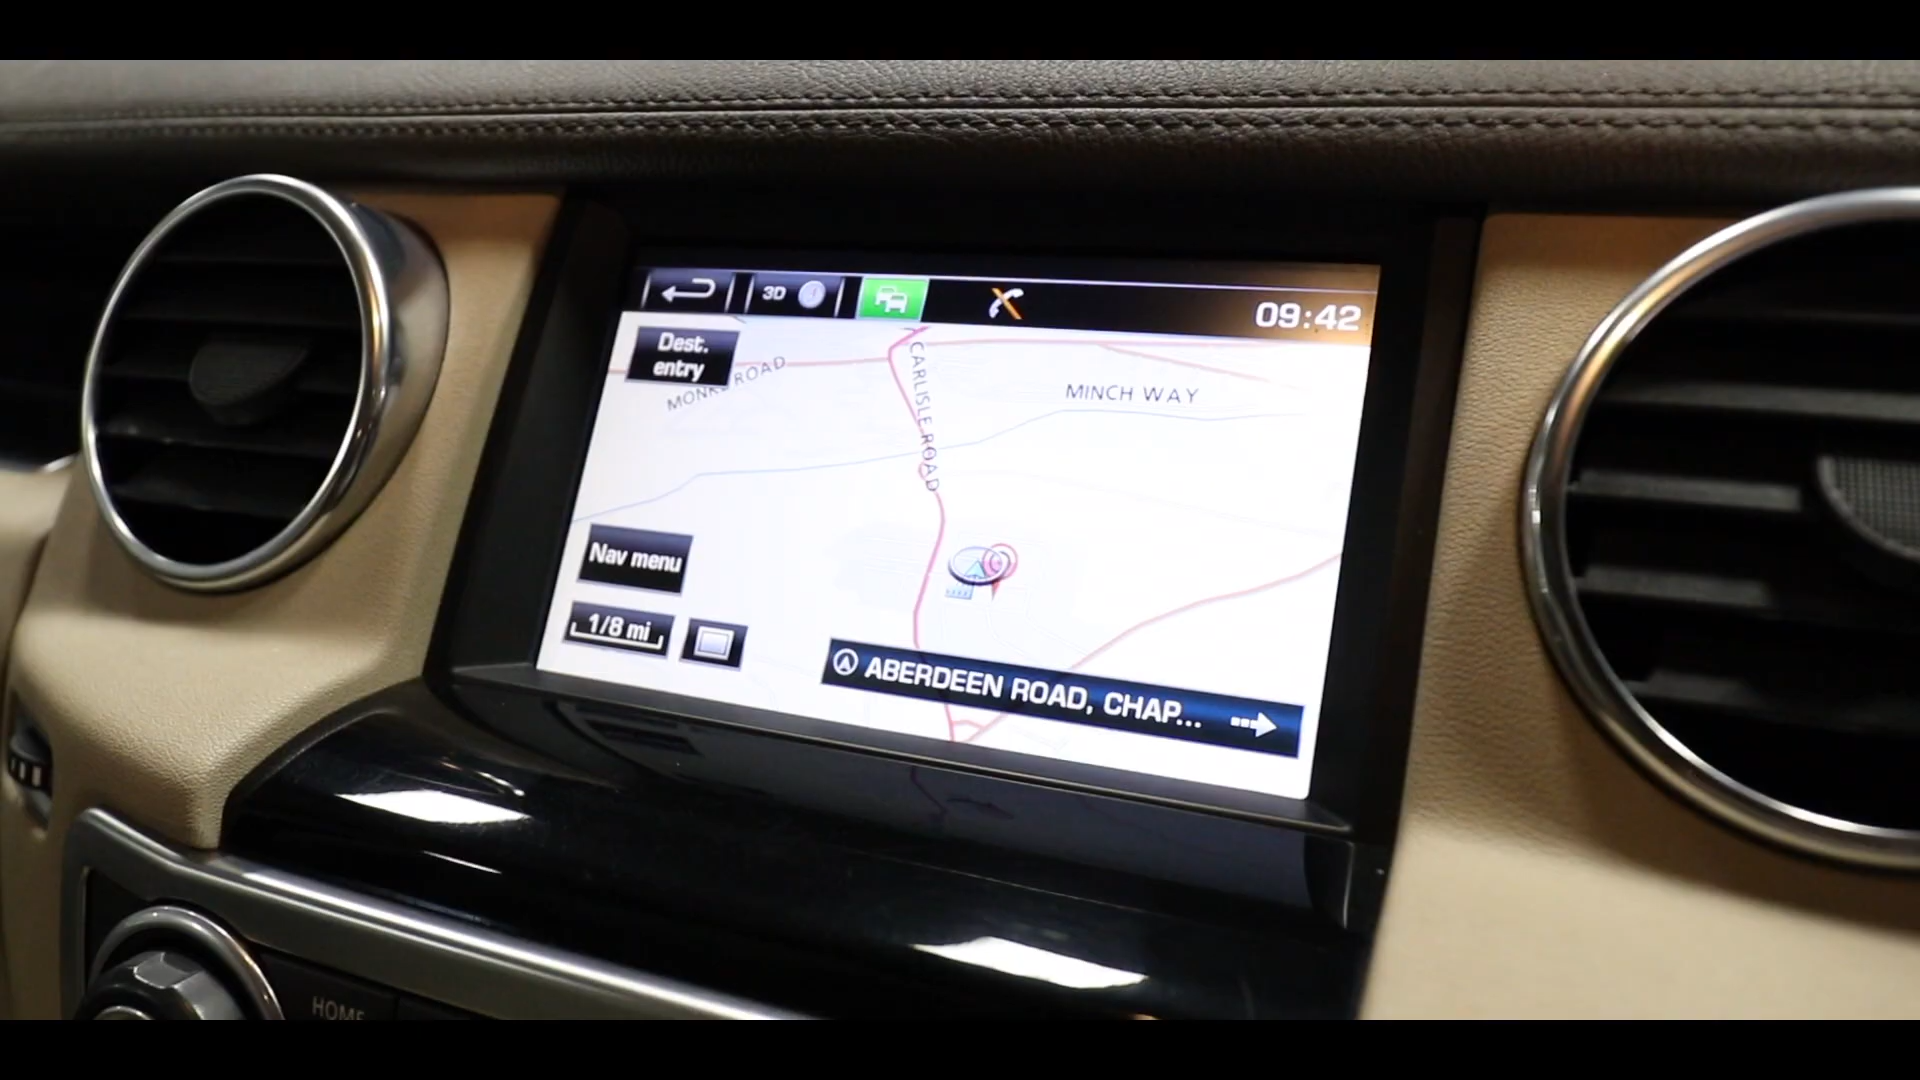 3D
09:42
Dest.
entry
ROAD
CARLISLE ROAD
MINCH WAY
Nav menu
1/8 mi
ABERDEEN ROAD, CHAP...
HOME